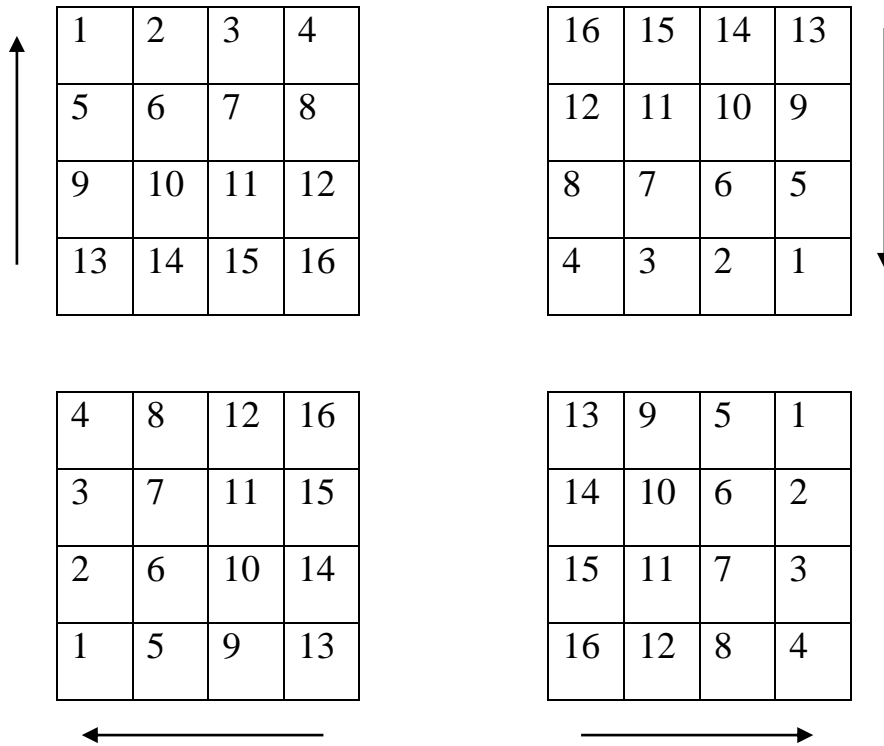 1 2 3 4
5 6 7 8
9 10 11 12
13 14 15 16
16 15 14 13
12 11 10 9
8 7 6 5
4 3 2 1
4 8 12 16
3 7 11 15
2 6 10 14
1 5 9 13
13 9 5 1
14 10 6 2
15 11 7 3
16 12 8 4